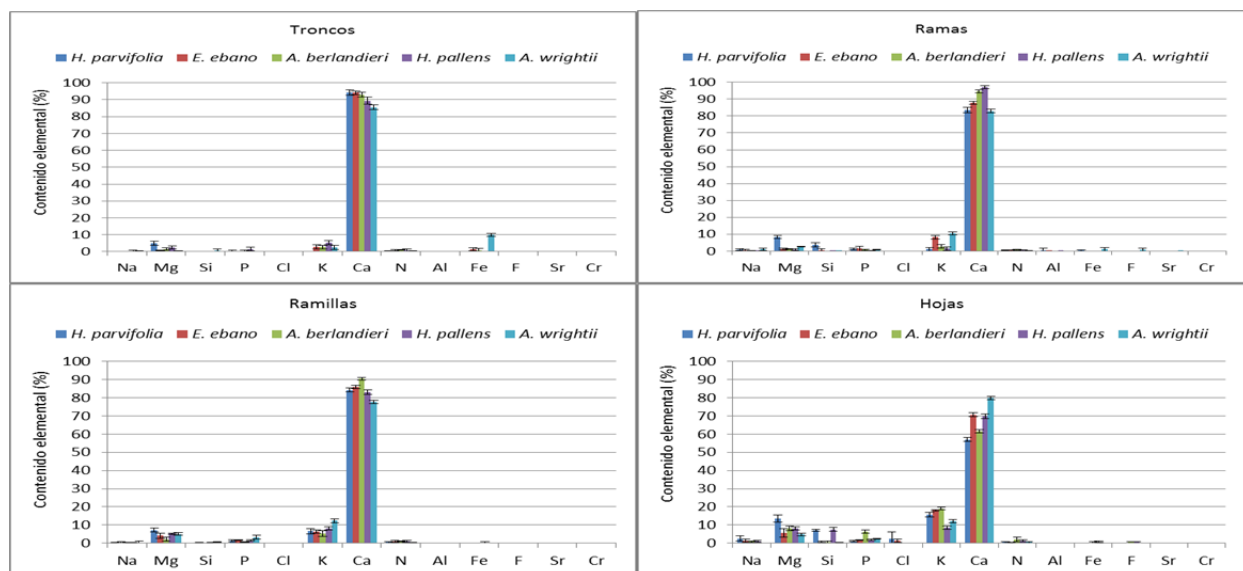 Troncos
H. parvifolia E. ebano A. berlandieri H. pallens A. wrightii
Contenido elemental (%)
100
90
80
70
60
50
40
30
20
10
0
Na Mg Si P Cl K Ca N Al Fe F Sr Cr
Ramas
H. parvifolia E. ebano A. berlandieri H. pallens A. wrightii
Contenido elemental (%)
100
90
80
70
60
50
40
30
20
10
0
Na Mg Si P Cl K Ca N Al Fe F Sr Cr
Ramillas
H. parvifolia E. ebano A. berlandieri H. pallens A. wrightii
Contenido elemental (%)
100
90
80
70
60
50
40
30
20
10
0
Na Mg Si P Cl K Ca N Al Fe F Sr Cr
Hojas
H. parvifolia E. ebano A. berlandieri H. pallens A. wrightii
Contenido elemental (%)
100
90
80
70
60
50
40
30
20
10
0
Na Mg Si P Cl K Ca N Al Fe F Sr Cr